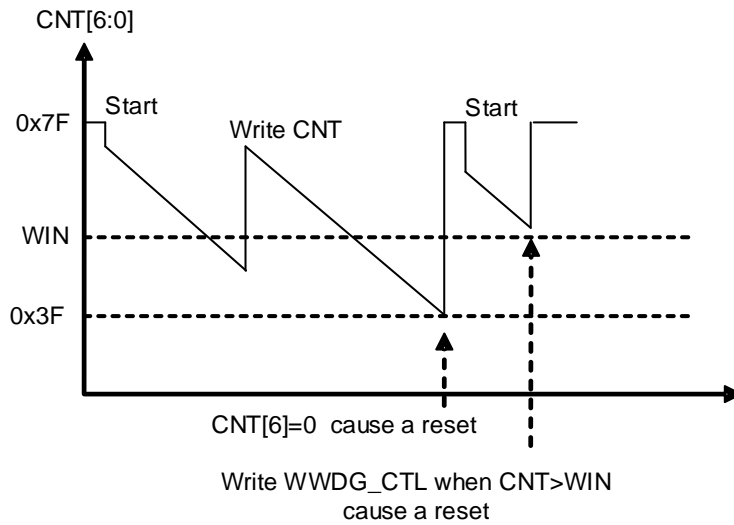 CNT[6:0]
Start
Start
0x7F
Write CNT
WIN
0x3F
CNT[6]=0 cause a reset
Write WWDG_CTL when CNT>WIN
cause a reset